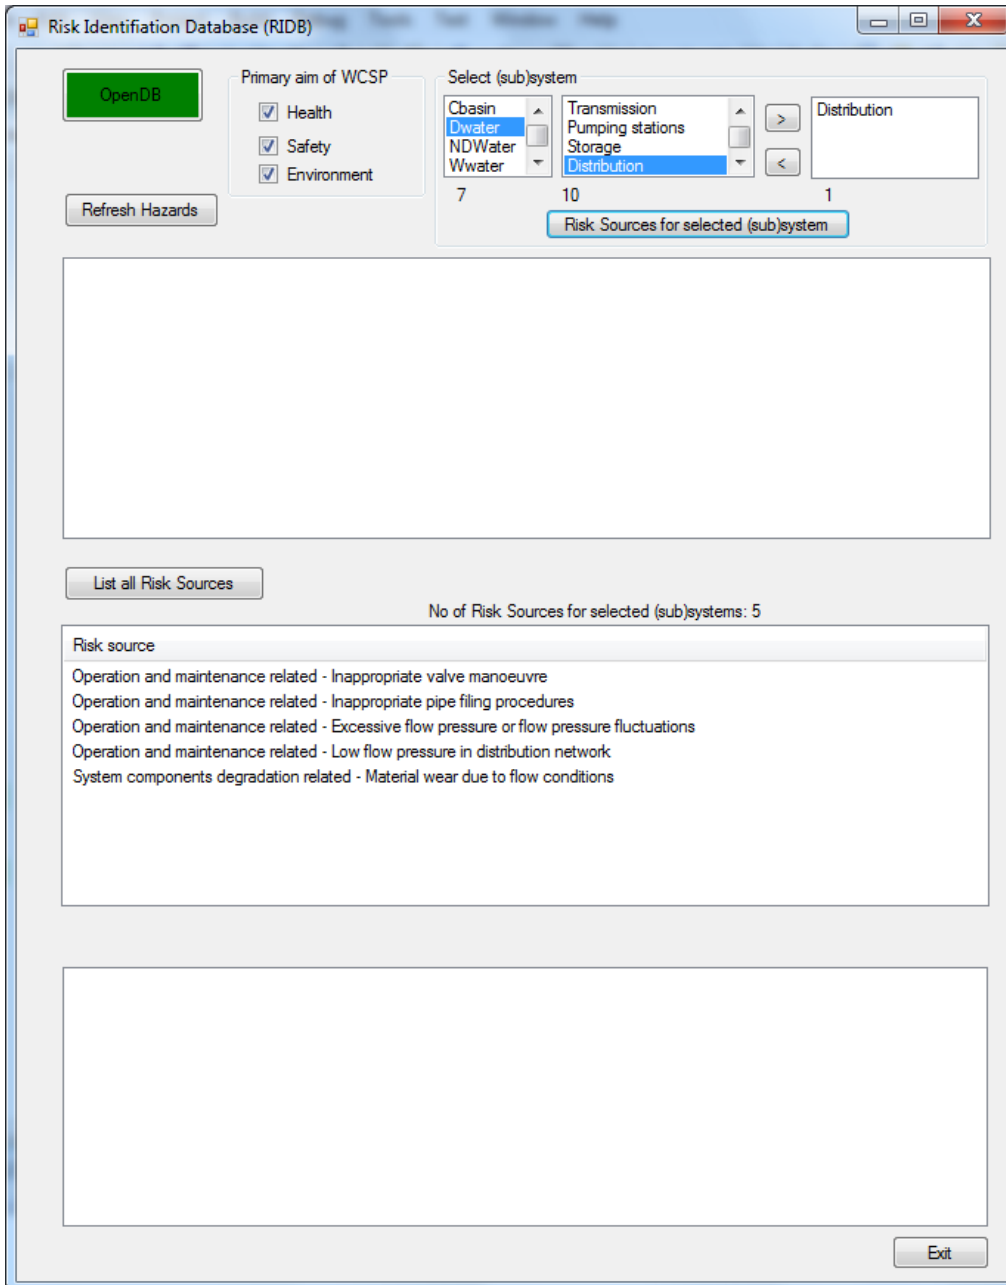 Risk Identifiation Database (RIDB)
OpenDB
Primary aim of WCSP
Health
Safety
Environment
Refresh Hazards
Select (sub)system
Cbasin
Dwater
NDWater
Wwater
7
Transmission
Pumping stations
Storage
Distribution
10
>
<
Distribution
1
Risk Sources for selected (sub)system
List all Risk Sources
No of Risk Sources for selected (sub)systems: 5
Risk source
Operation and maintenance related - Inappropriate valve manoeuvre
Operation and maintenance related - Inappropriate pipe filing procedures
Operation and maintenance related - Excessive flow pressure or flow pressure fluctuations
Operation and maintenance related - Low flow pressure in distribution network
System components degradation related - Material wear due to flow conditions
Exit